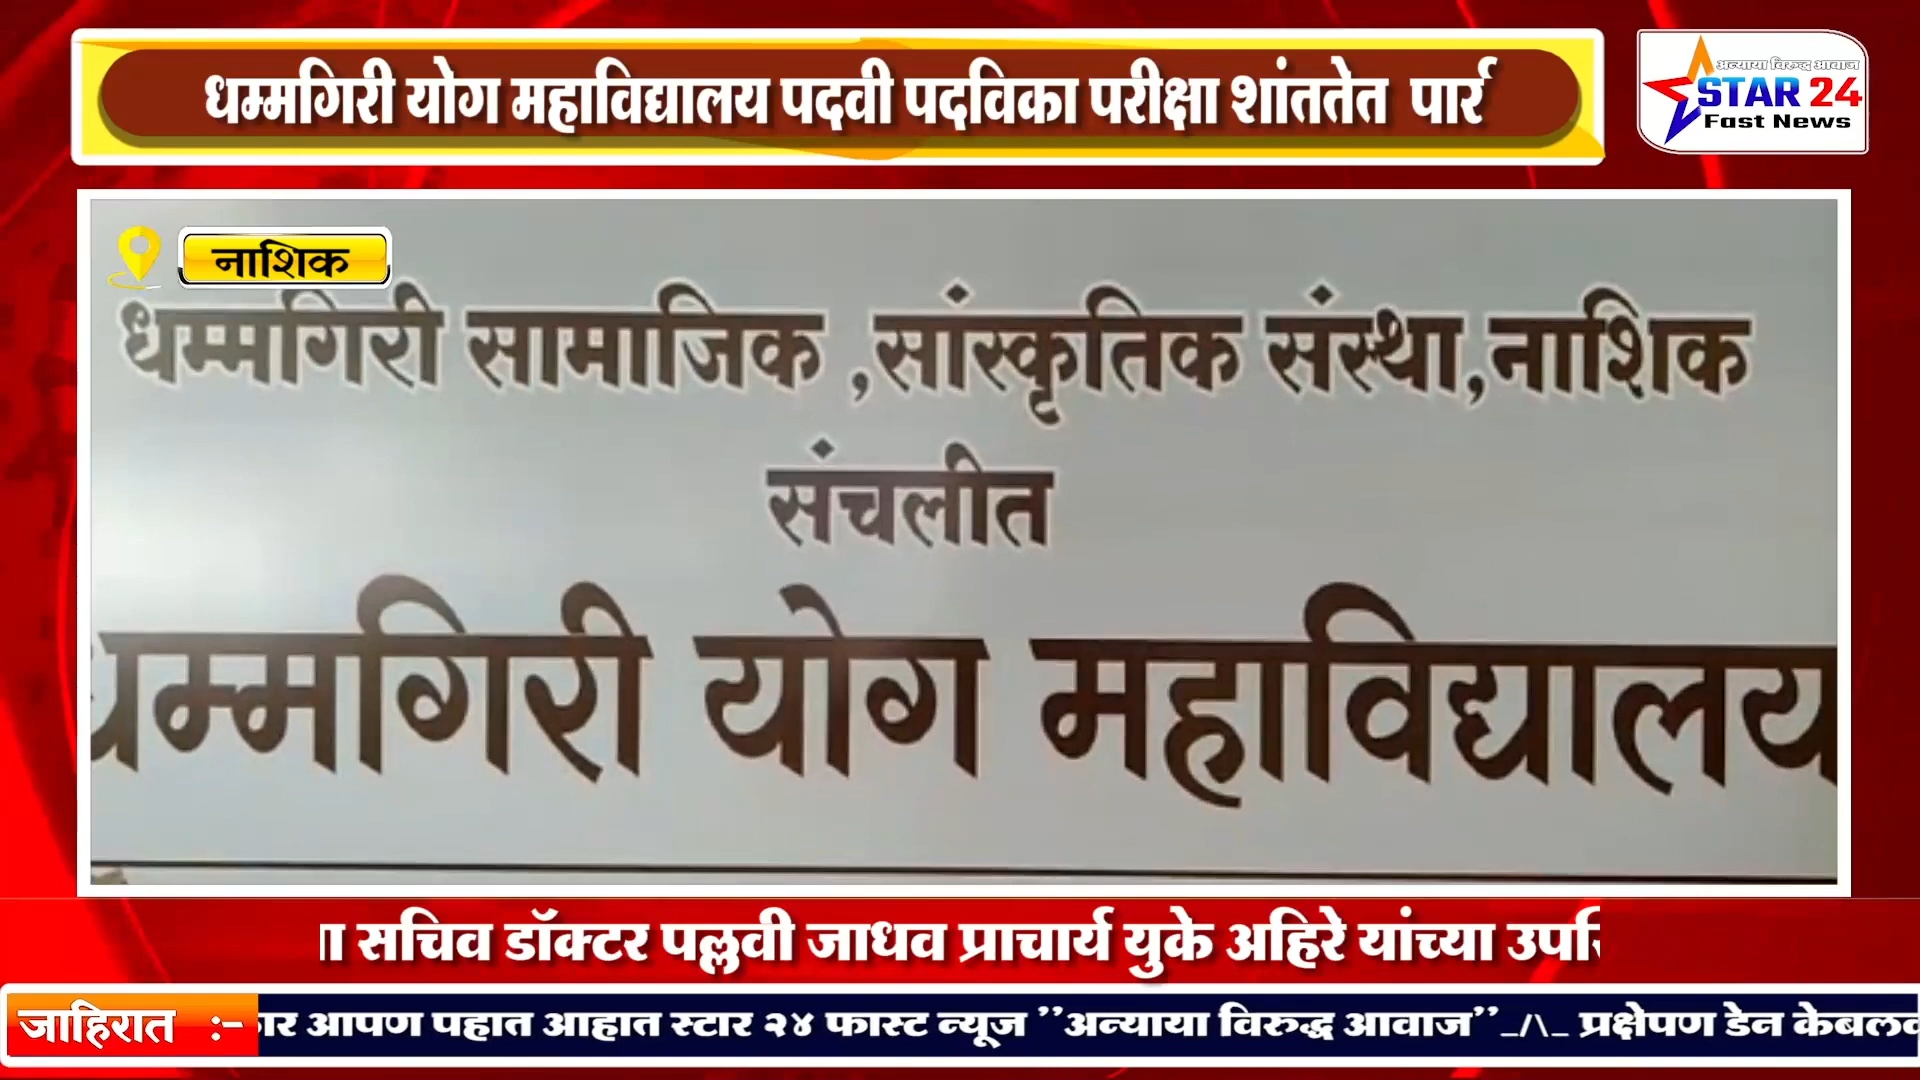 धम्मगिरी योग महाविद्यालय पदवी पदविका परीक्षा शांततेत पार्र
अन्याया विरुद्ध आवाज
STAR 24
Fast News
नाशिक
धम्मगिरी सामाजिक ,सांस्कृतिक संस्था,नाशिक
संचलीत
धम्मगिरी योग महाविद्यालय
सचिव डॉक्टर पल्लवी जाधव प्राचार्य युके अहिरे यांच्या
जाहिरात :-
आपण पहात आहात स्टार २४ फास्ट न्यूज "अन्याया विरुद्ध आवाज"_/\_ प्रक्षेपण डेन